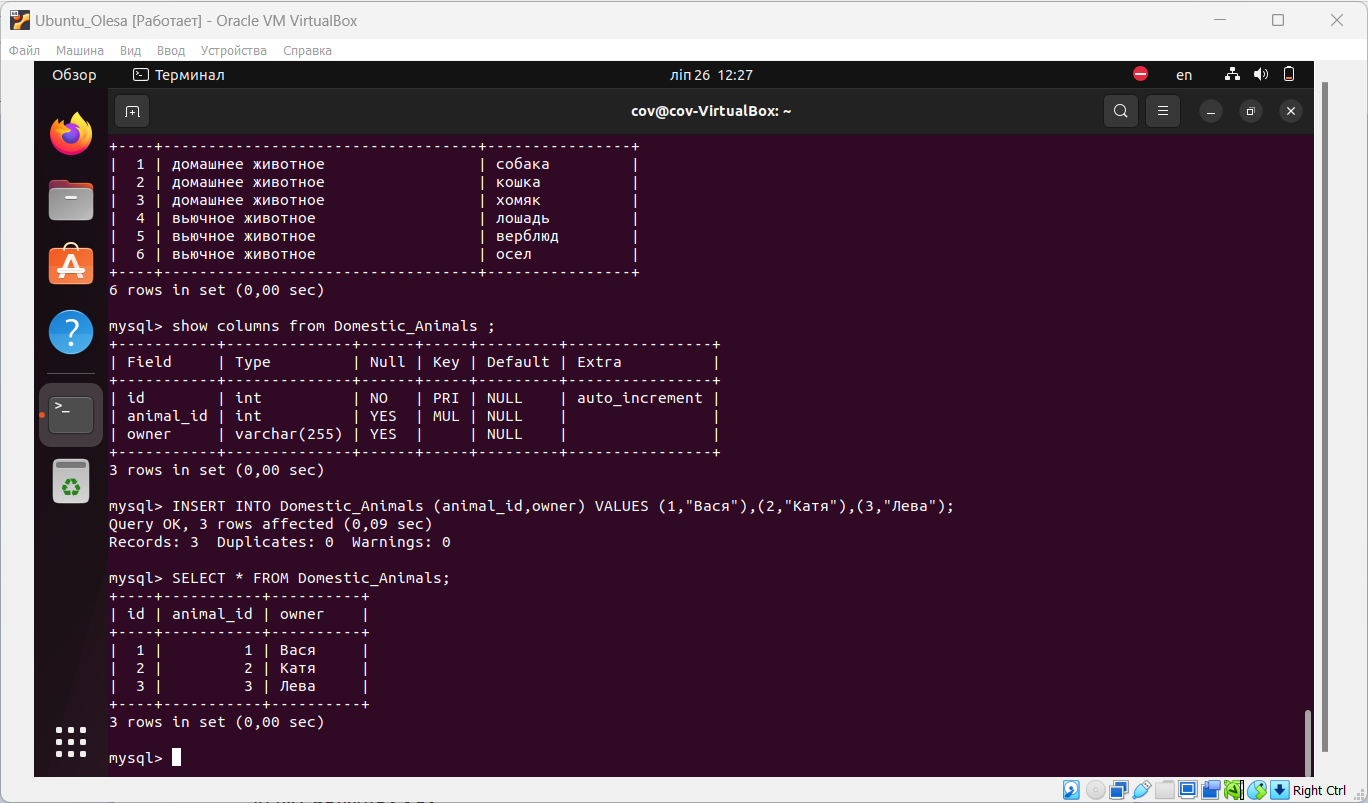 Ubuntu_Olesa [Работает] - Oracle VM VirtualBox
Файл Машина Вид Ввод Устройства Справка
Обзор Терминал ліп 26 12:27 en
cov@cov-VirtualBox: ~
+----+-----------------------------------+----------------+
|  1 | домашнее животное                 | собака         |
|  2 | домашнее животное                 | кошка          |
|  3 | домашнее животное                 | хомяк          |
|  4 | вьючное животное                  | лошадь         |
|  5 | вьючное животное                  | верблюд        |
|  6 | вьючное животное                  | осел           |
+----+-----------------------------------+----------------+
6 rows in set (0,00 sec)
mysql> show columns from Domestic_Animals ;
+-----------+--------------+------+-----+---------+----------------+
| Field     | Type         | Null | Key | Default | Extra          |
+-----------+--------------+------+-----+---------+----------------+
| id        | int          | NO   | PRI | NULL    | auto_increment |
| animal_id | int          | YES  | MUL | NULL    |                |
| owner     | varchar(255) | YES  |     | NULL    |                |
+-----------+--------------+------+-----+---------+----------------+
3 rows in set (0,00 sec)
mysql> INSERT INTO Domestic_Animals (animal_id,owner) VALUES (1,"Вася"),(2,"Катя"),(3,"Лева");
Query OK, 3 rows affected (0,09 sec)
Records: 3  Duplicates: 0  Warnings: 0
mysql> SELECT * FROM Domestic_Animals;
+----+-----------+----------+
| id | animal_id | owner    |
+----+-----------+----------+
|  1 |         1 | Вася     |
|  2 |         2 | Катя     |
|  3 |         3 | Лева     |
+----+-----------+----------+
3 rows in set (0,00 sec)
mysql>
Right Ctrl